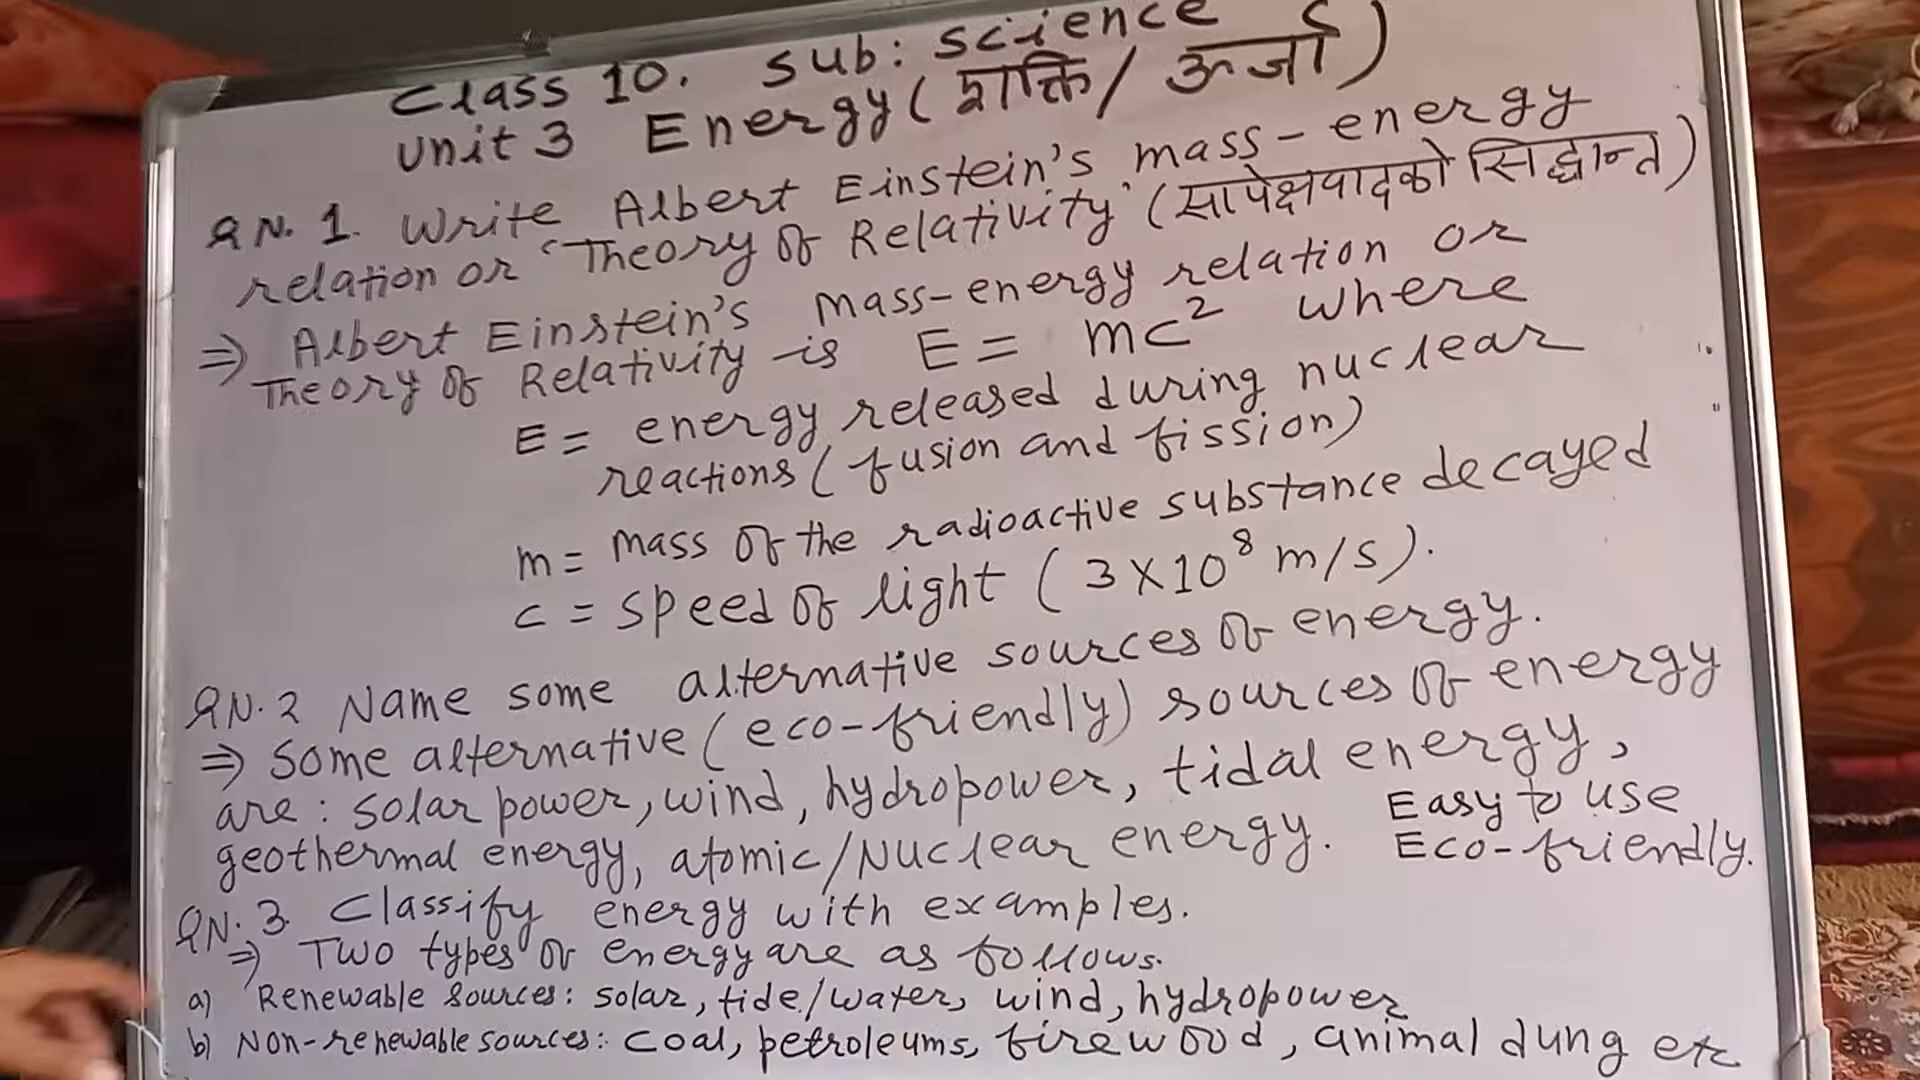 Class 10. Sub: Science
Unit 3 Energy (शक्ति/ऊर्जा)
QN. 1. Write Albert Einstein's mass-energy
relation or 'Theory of Relativity' (सापेक्षवादको सिद्धान्त)
⇒ Albert Einstein's mass-energy relation or
Theory of Relativity is E = mc² where
E = energy released during nuclear
reactions (fusion and fission)
m = mass of the radioactive substance decayed
c = speed of light (3X10⁸ m/s).
QN. 2 Name some alternative sources of energy.
⇒ Some alternative (eco-friendly) sources of energy
are: solar power, wind, hydropower, tidal energy,
geothermal energy, atomic/Nuclear energy. Easy to use
Eco-friendly.
QN. 3. Classify energy with examples.
⇒ Two types of energy are as follows.
a) Renewable sources: solar, tide/water, wind, hydropower
b) Non-renewable sources: coal, petroleums, firewood, animal dung etc